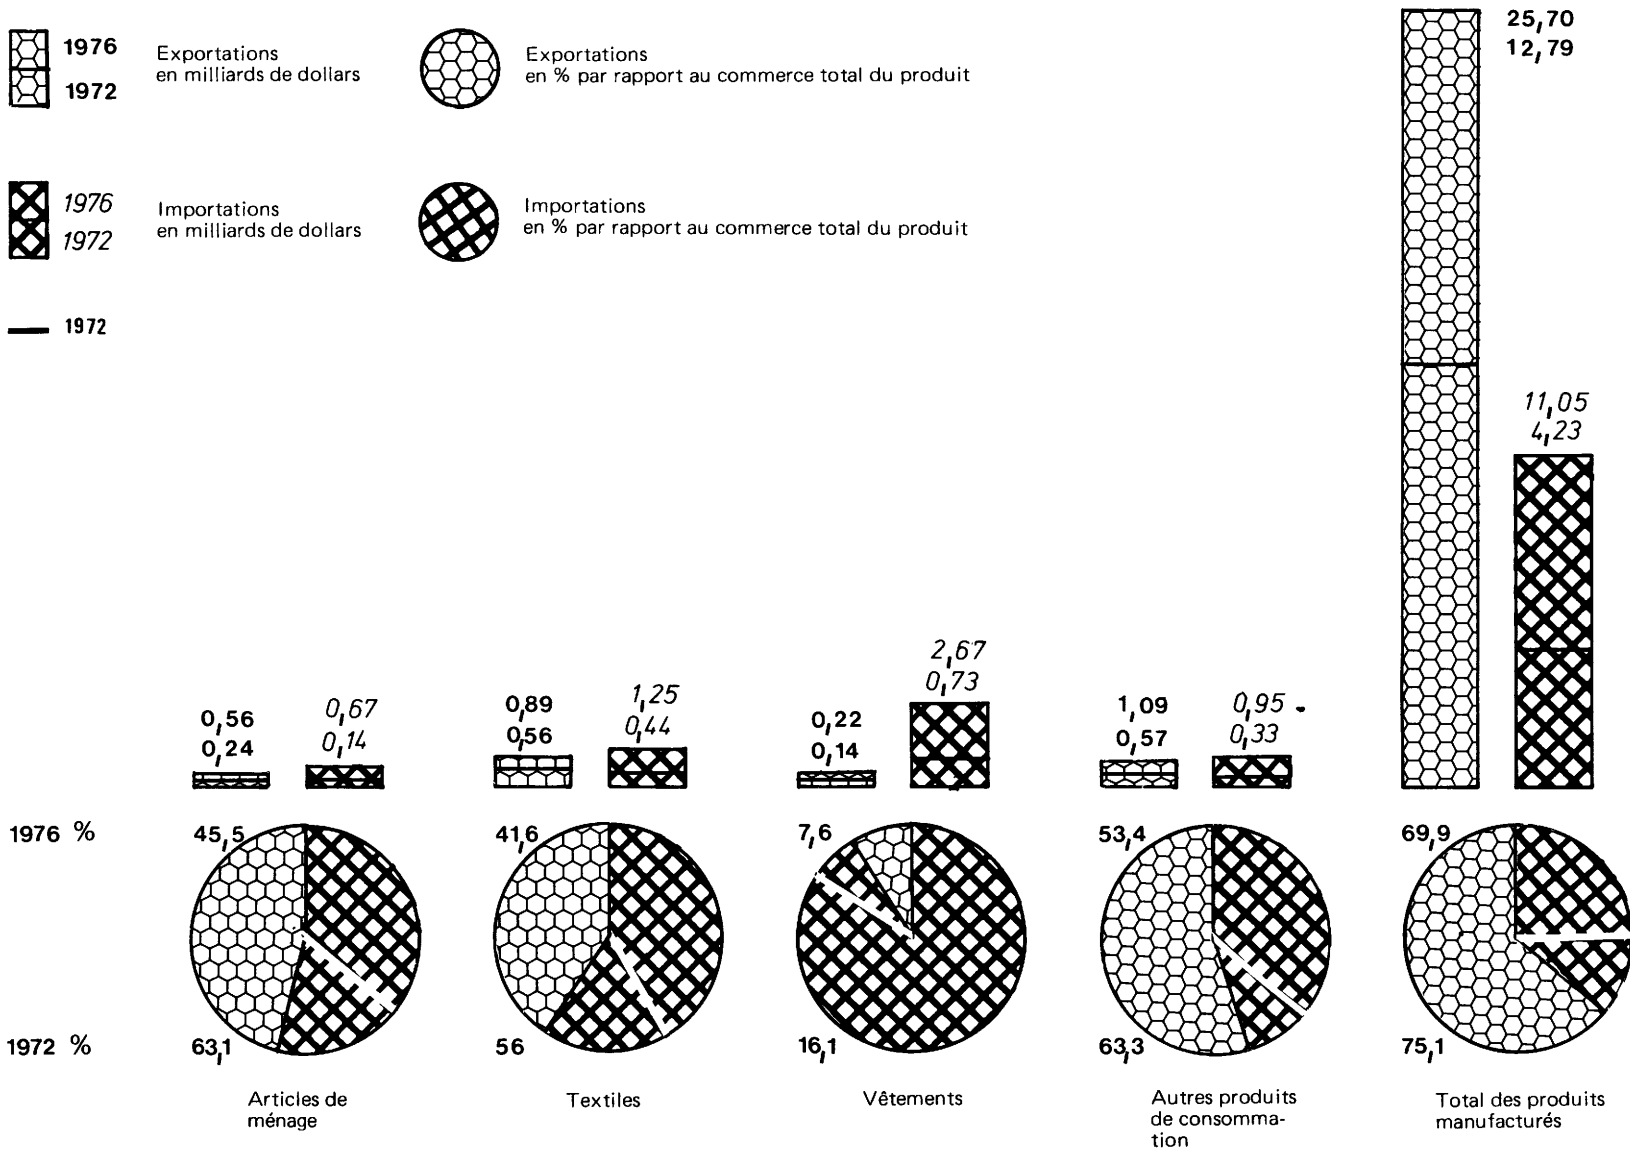 1976
1972
Exportations
en milliards de dollars
Exportations
en % par rapport au commerce total du produit
1976
1972
Importations
en milliards de dollars
Importations
en % par rapport au commerce total du produit
1972
25,70
12,79
11,05
4,23
0,56
0,24
0,67
0,14
0,89
0,56
1,25
0,44
0,22
0,14
2,67
0,73
1,09
0,57
0,95
0,33
1976 %
45,5
41,6
7,6
53,4
69,9
1972 %
63,1
56
16,1
63,3
75,1
Articles de
ménage
Textiles
Vêtements
Autres produits
de consomma-
tion
Total des produits
manufacturés